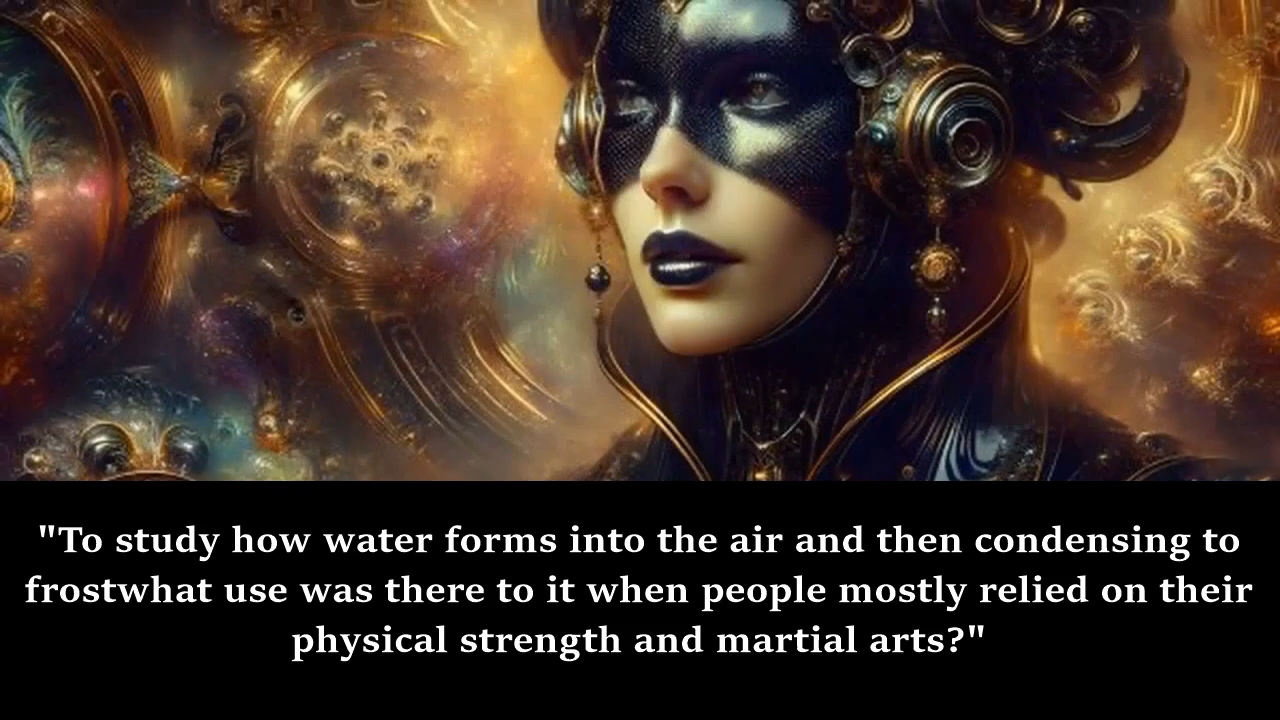 "To study how water forms into the air and then condensing to
frostwhat use was there to it when people mostly relied on their
physical strength and martial arts?"